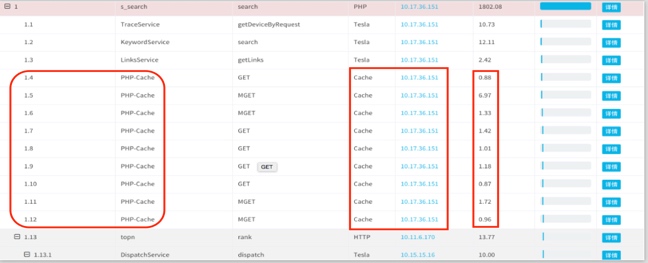 1 s_search search PHP 10.17.36.151 1802.08 详情
1.1 TraceService getDeviceByRequest Tesla 10.17.36.151 10.73 详情
1.2 KeywordService search Tesla 10.17.36.151 12.11 详情
1.3 LinksService getLinks Tesla 10.17.36.151 2.42 详情
1.4 PHP-Cache GET Cache 10.17.36.151 0.88 详情
1.5 PHP-Cache MGET Cache 10.17.36.151 6.97 详情
1.6 PHP-Cache MGET Cache 10.17.36.151 1.33 详情
1.7 PHP-Cache GET Cache 10.17.36.151 1.42 详情
1.8 PHP-Cache GET Cache 10.17.36.151 1.01 详情
1.9 PHP-Cache GET GET Cache 10.17.36.151 1.18 详情
1.10 PHP-Cache GET Cache 10.17.36.151 0.87 详情
1.11 PHP-Cache MGET Cache 10.17.36.151 1.72 详情
1.12 PHP-Cache MGET Cache 10.17.36.151 0.96 详情
1.13 topn rank HTTP 10.11.6.170 13.77 详情
1.13.1 DispatchService dispatch Tesla 10.15.15.16 10.00 详情